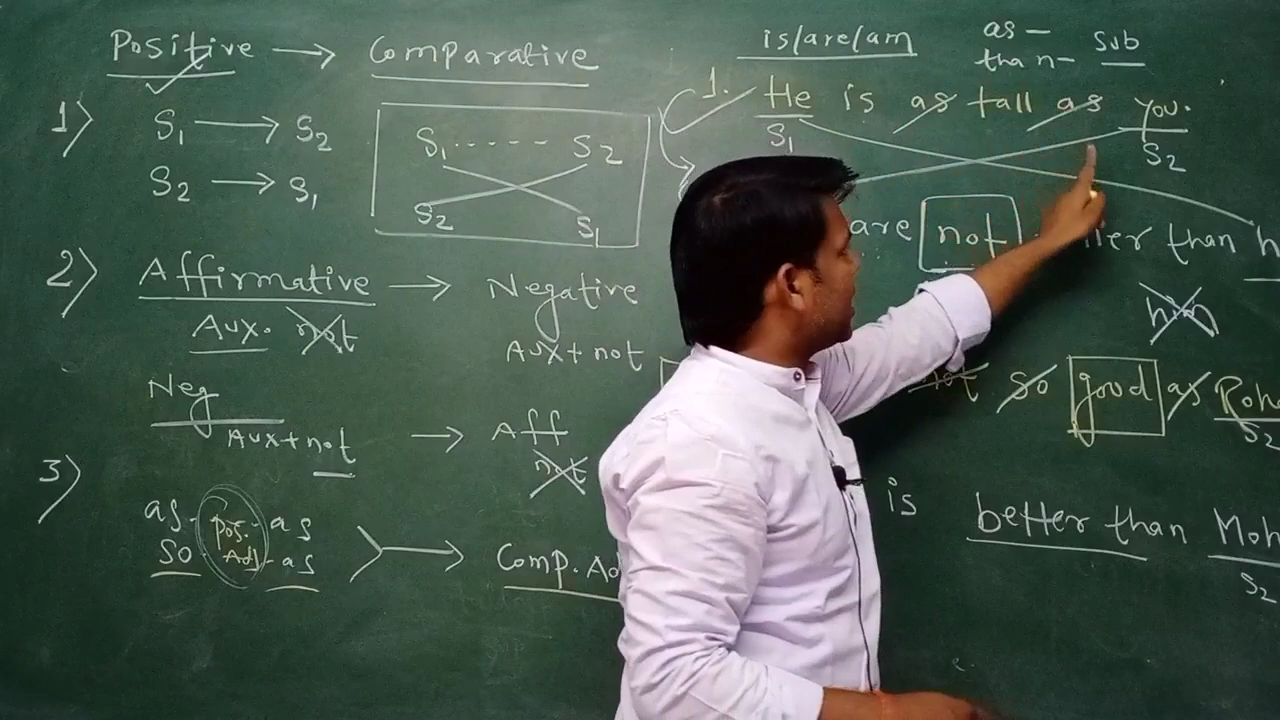 Positive → Comparative
1) S1 → S2
S2 → S1
S1 ...... S2
S2 S1
2) Affirmative → Negative
Aux. not
Aux + not
Neg
Aux + not → Aff
not
3)
as - Pos. - as
so - Adj - as
Comp. Ad
is/are/am
as -
than - Sub
1. He is as tall as you.
S1 S2
are not than h
him
not so good as Roh
S2
is better than Moh
S2